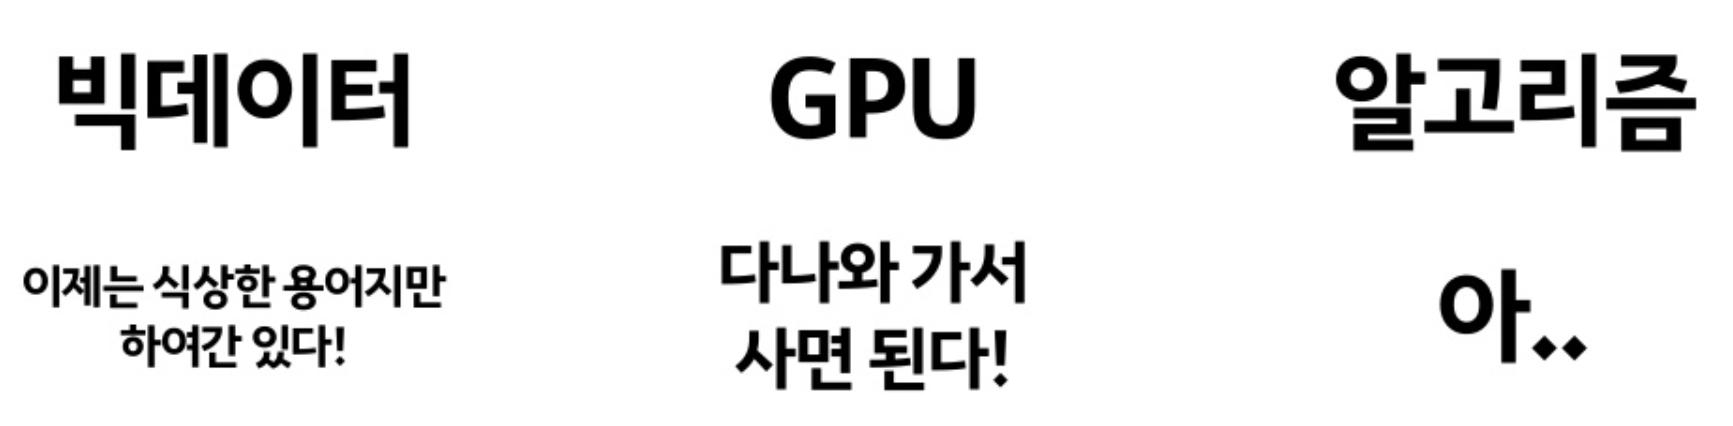 빅데이터
이제는 식상한 용어지만
하여간 있다!
GPU
다나와 가서
사면 된다!
알고리즘
아..